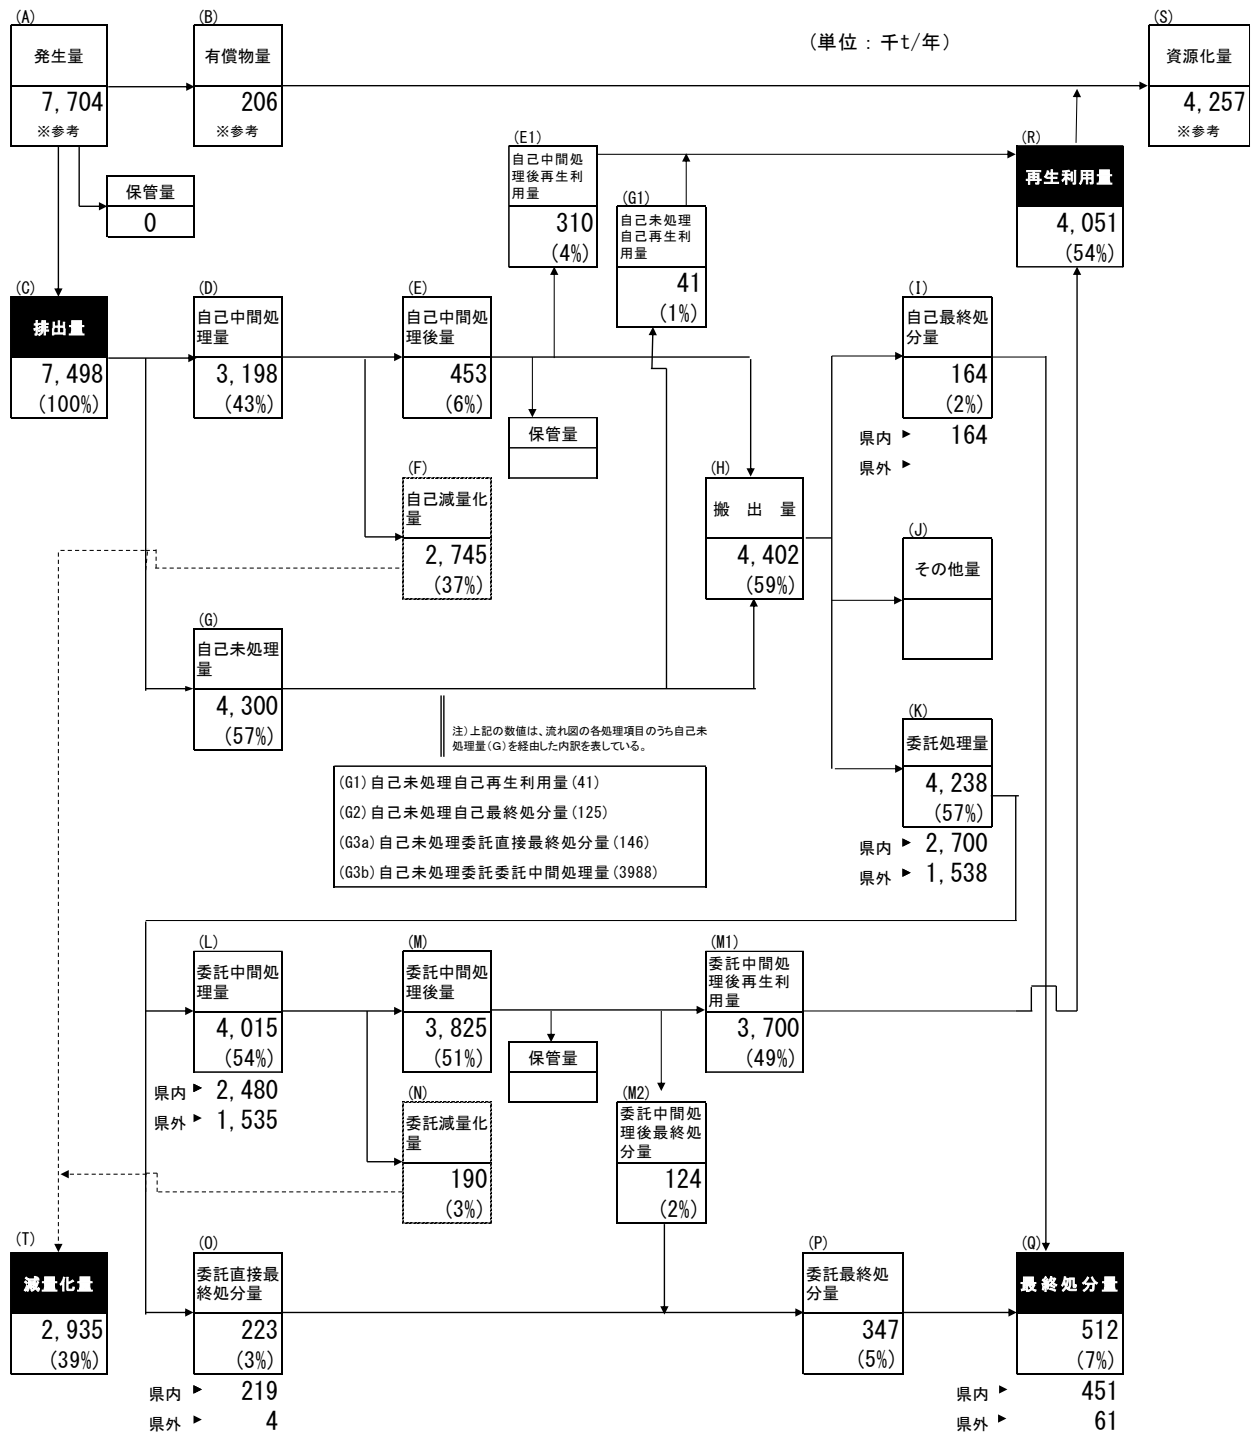 (A)
発生量
7,704
※参考
(B)
有償物量
206
※参考
(単位：千t/年)
(S)
資源化量
4,257
※参考
保管量
0
(E1)
自己中間処
理後再生利
用量
310
(4%)
(G1)
自己未処理
自己再生利
用量
41
(1%)
(R)
再生利用量
4,051
(54%)
(C)
排出量
7,498
(100%)
(D)
自己中間処
理量
3,198
(43%)
(E)
自己中間処
理後量
453
(6%)
保管量
(F)
自己減量化
量
2,745
(37%)
(H)
搬 出 量
4,402
(59%)
(I)
自己最終処
分量
164
(2%)
県内 ► 164
県外 ►
(J)
その他量
(G)
自己未処理
量
4,300
(57%)
(K)
委託処理量
4,238
(57%)
県内 ► 2,700
県外 ► 1,538
注)上記の数値は、流れ図の各処理項目のうち自己未
処理量(G)を経由した内訳を表している。
(G1)自己未処理自己再生利用量(41)
(G2)自己未処理自己最終処分量(125)
(G3a)自己未処理委託直接最終処分量(146)
(G3b)自己未処理委託委託中間処理量(3988)
(L)
委託中間処
理量
4,015
(54%)
県内 ► 2,480
県外 ► 1,535
(M)
委託中間処
理後量
3,825
(51%)
保管量
(M1)
委託中間処
理後再生利
用量
3,700
(49%)
(N)
委託減量化
量
190
(3%)
(M2)
委託中間処
理後最終処
分量
124
(2%)
(T)
減量化量
2,935
(39%)
(O)
委託直接最
終処分量
223
(3%)
県内 ► 219
県外 ► 4
(P)
委託最終処
分量
347
(5%)
(Q)
最終処分量
512
(7%)
県内 ► 451
県外 ► 61